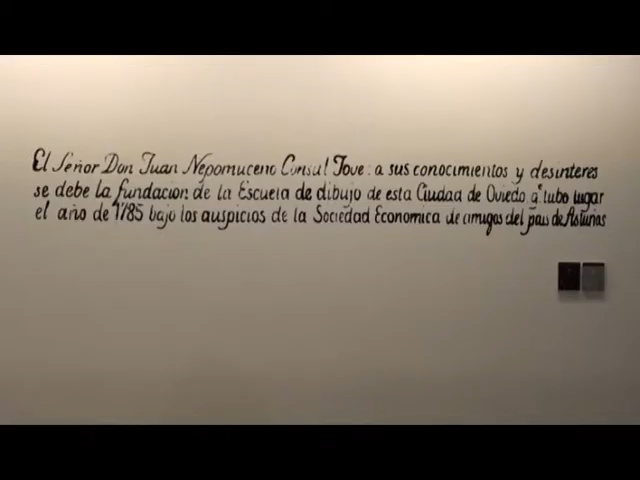 El Señor Don Juan Nepomuceno Consul Jove: a sus conocimientos y desinteres
se debe la fundacion de la Escuela de dibujo de esta Ciudad de Oviedo qᵉ tubo lugar
el año de 1785 bajo los auspicios de la Sociedad Economica de amigos del pais de Asturias